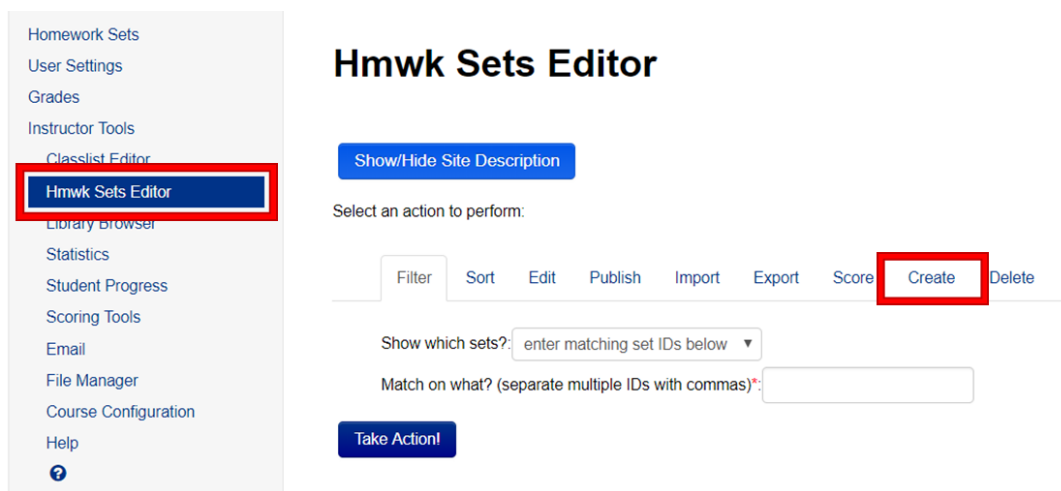 Homework Sets
User Settings
Grades
Instructor Tools
Classlist Editor
Hmwk Sets Editor
Library Browser
Statistics
Student Progress
Scoring Tools
Email
File Manager
Course Configuration
Help
?
Hmwk Sets Editor
Show/Hide Site Description
Select an action to perform:
Filter Sort Edit Publish Import Export Score Create Delete
Show which sets?: enter matching set IDs below ▼
Match on what? (separate multiple IDs with commas)*:
Take Action!